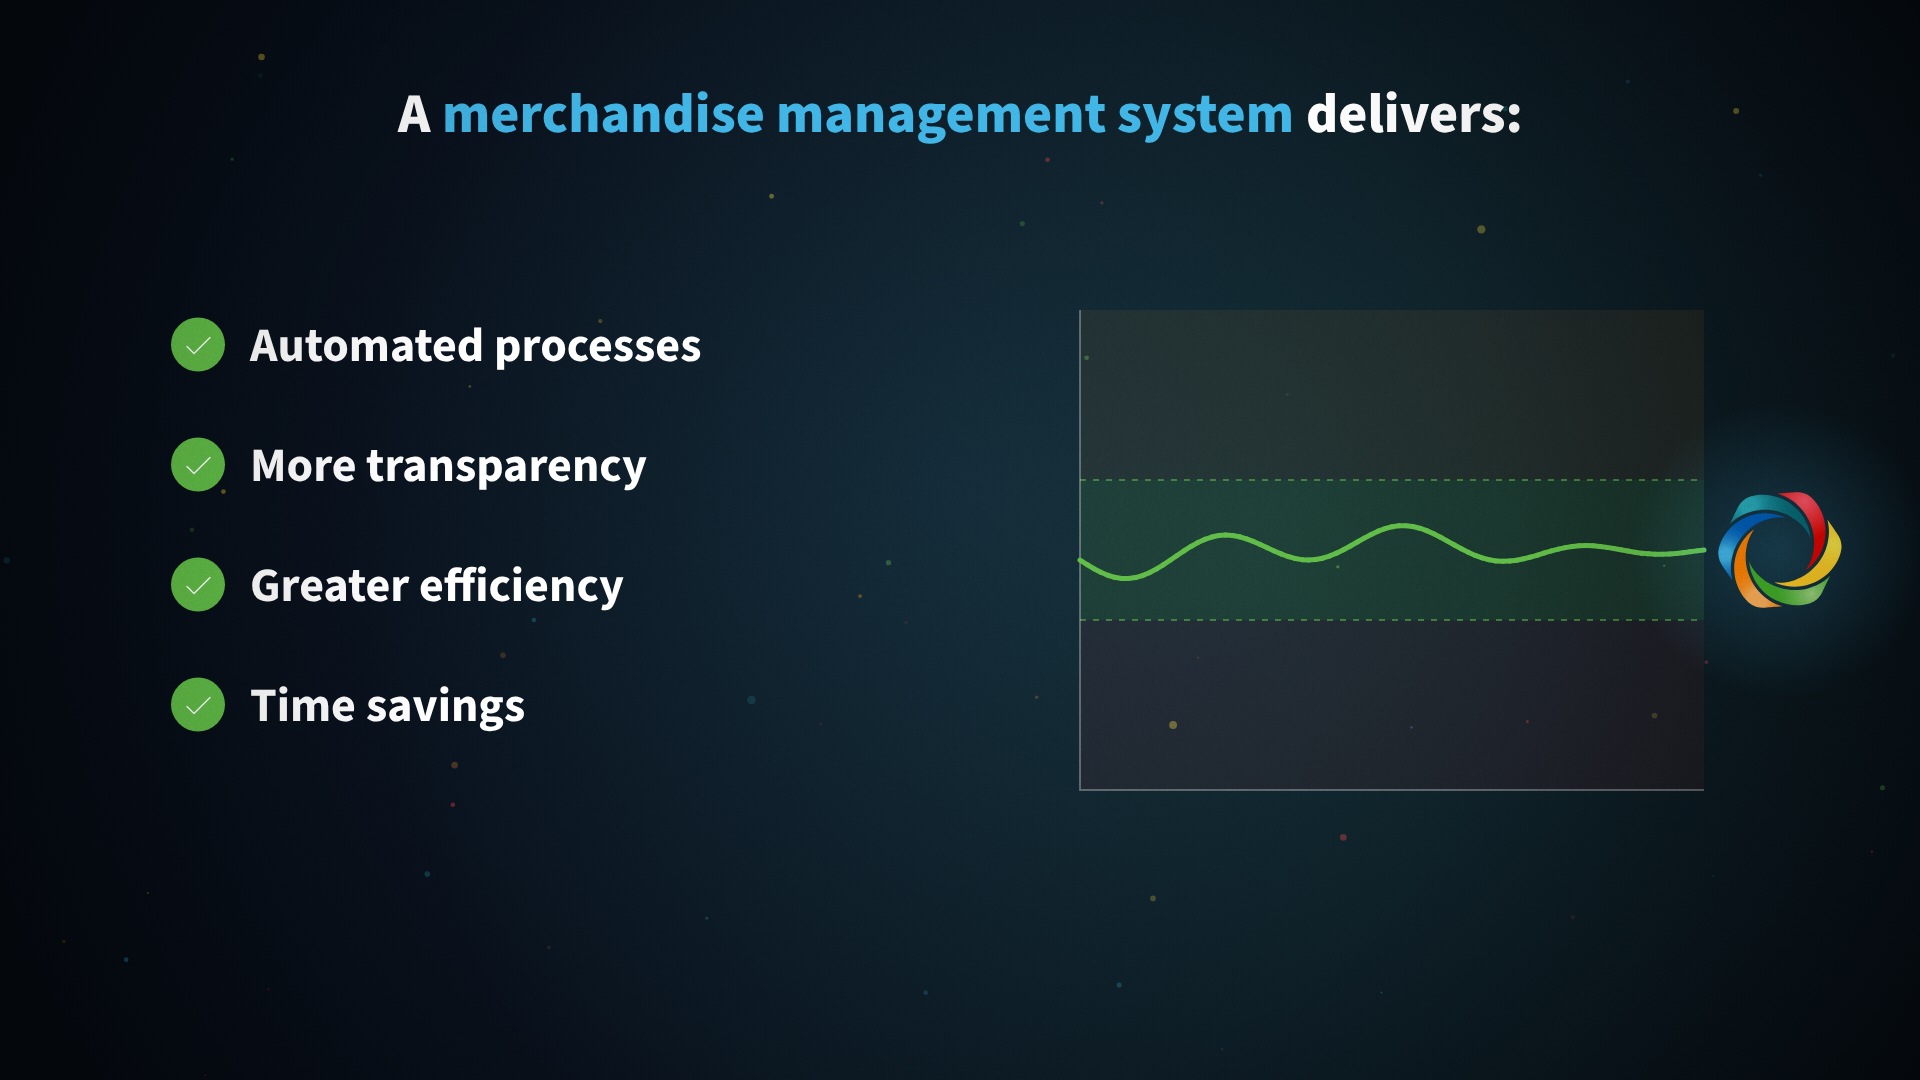 A merchandise management system delivers:
Automated processes
More transparency
Greater efficiency
Time savings